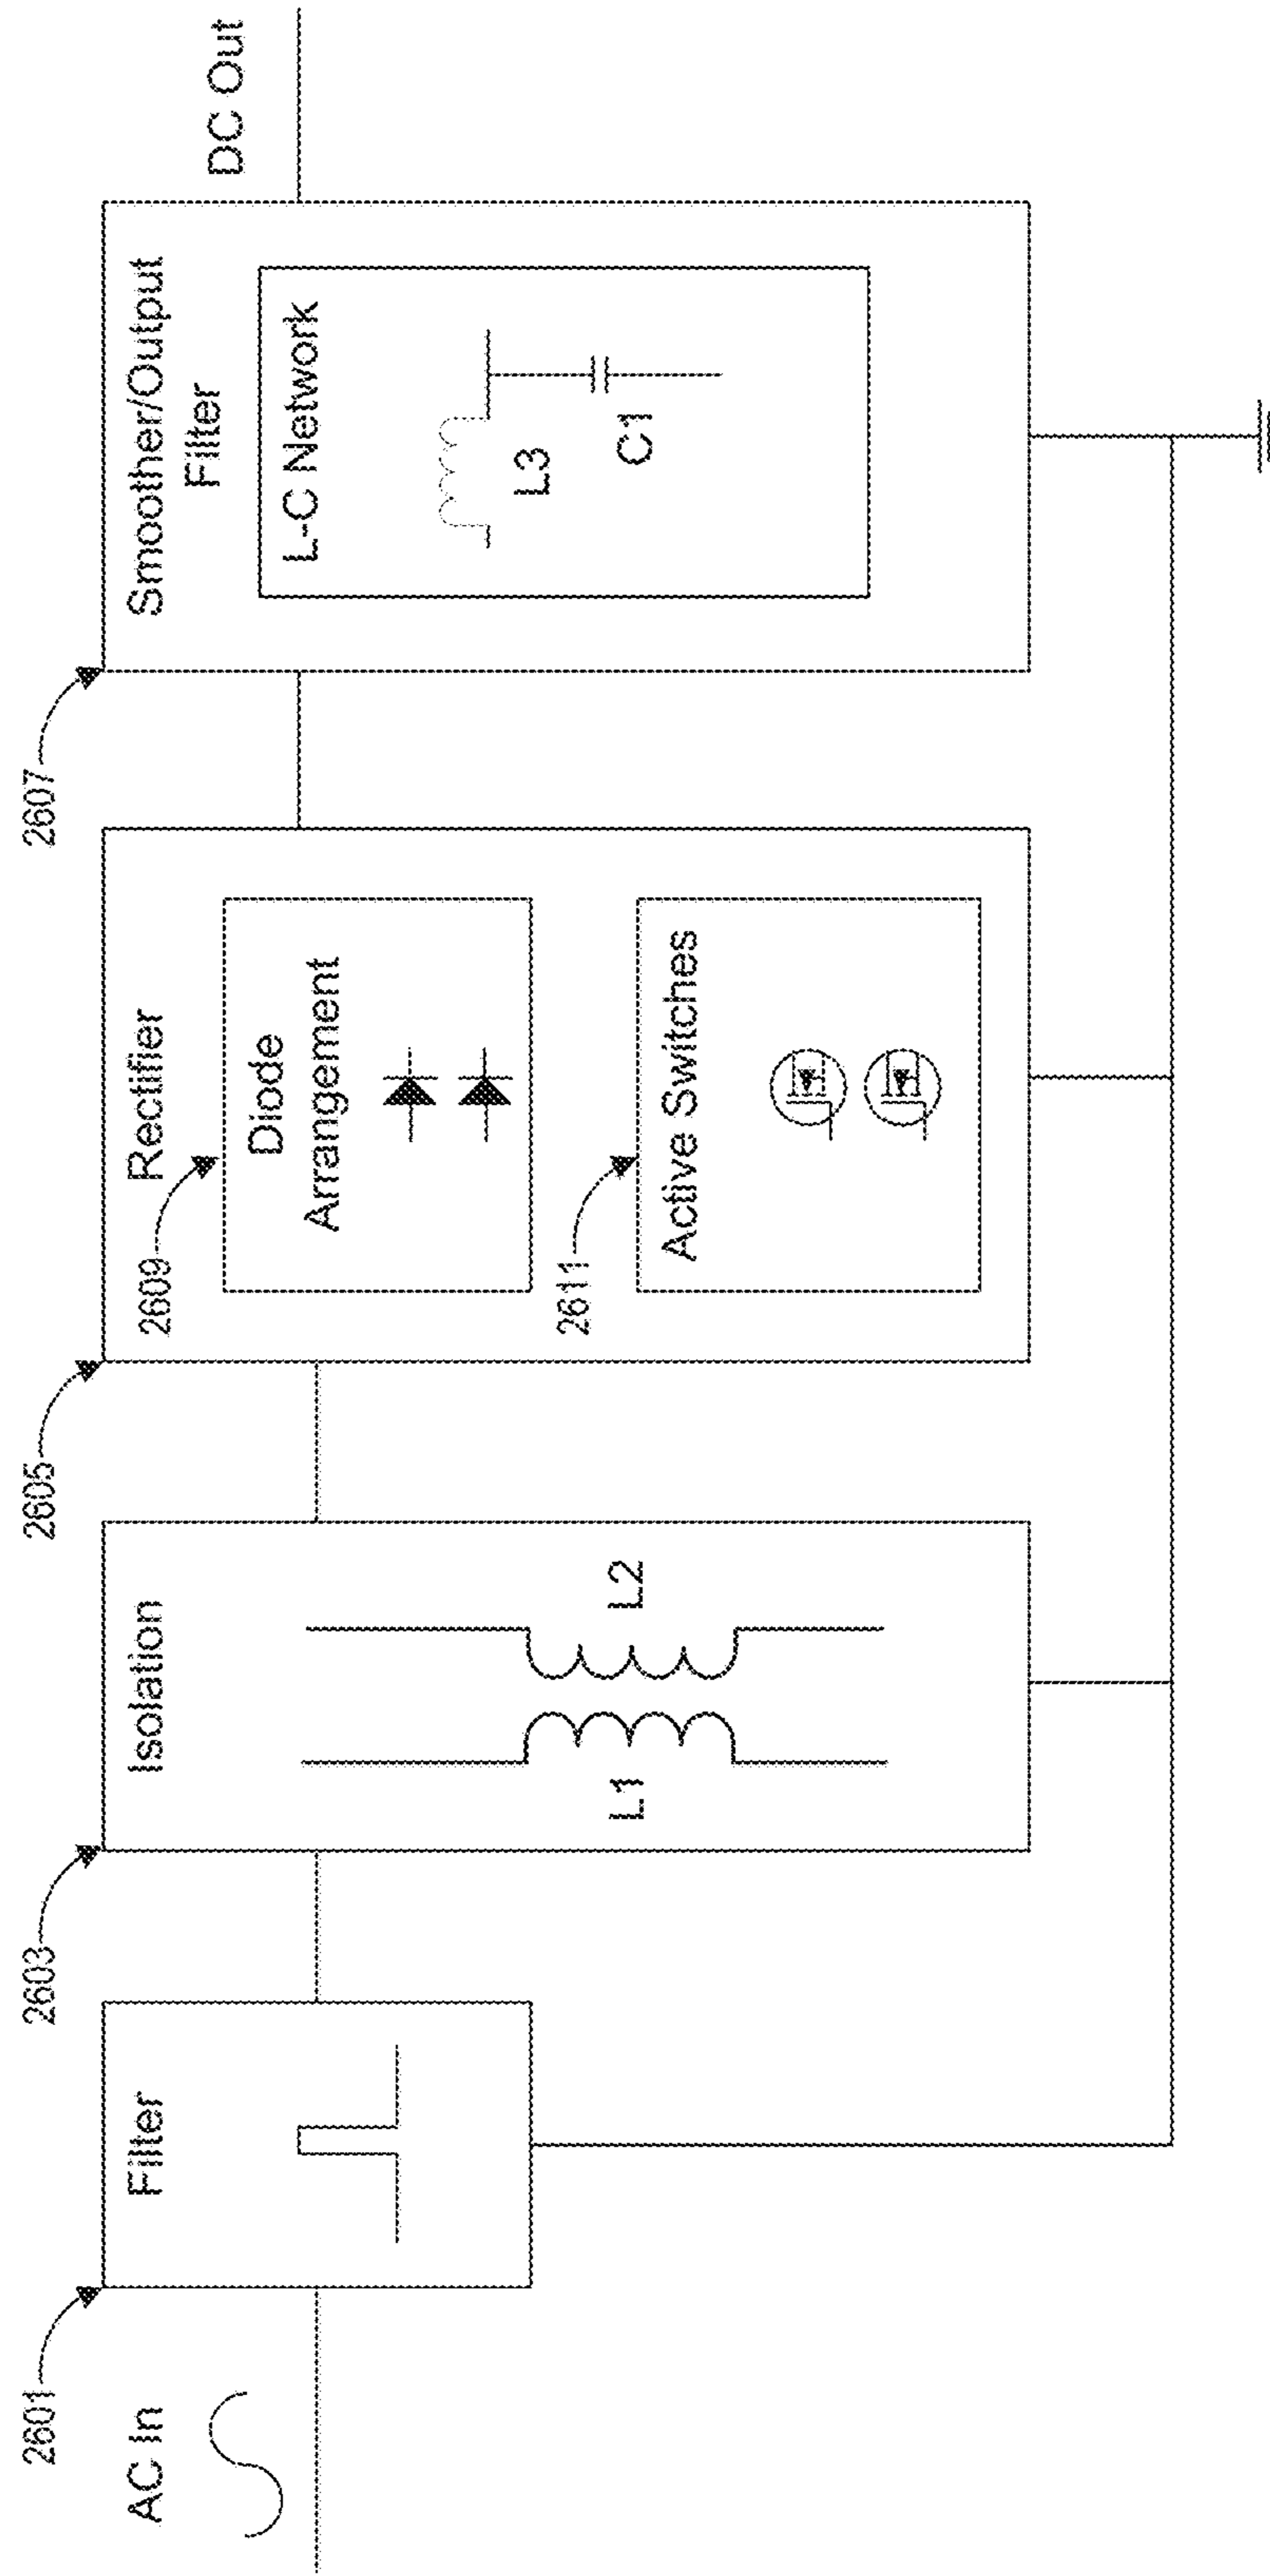 AC In
2601
Filter
2603
Isolation
L1
L2
2605
Rectifier
2609
Diode
Arrangement
2611
Active Switches
2607
Smoother/Output
Filter
L-C Network
L3
C1
DC Out